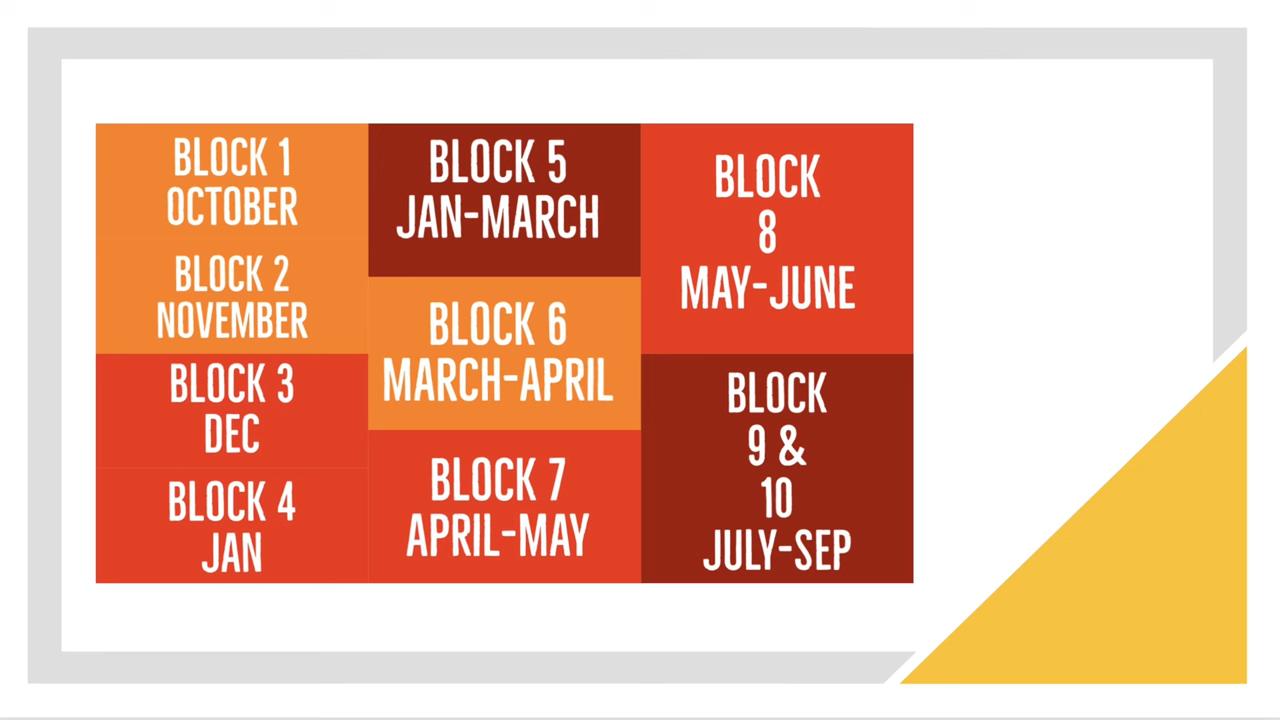 BLOCK 1
OCTOBER
BLOCK 2
NOVEMBER
BLOCK 3
DEC
BLOCK 4
JAN
BLOCK 5
JAN-MARCH
BLOCK 6
MARCH-APRIL
BLOCK 7
APRIL-MAY
BLOCK
8
MAY-JUNE
BLOCK
9 &
10
JULY-SEP